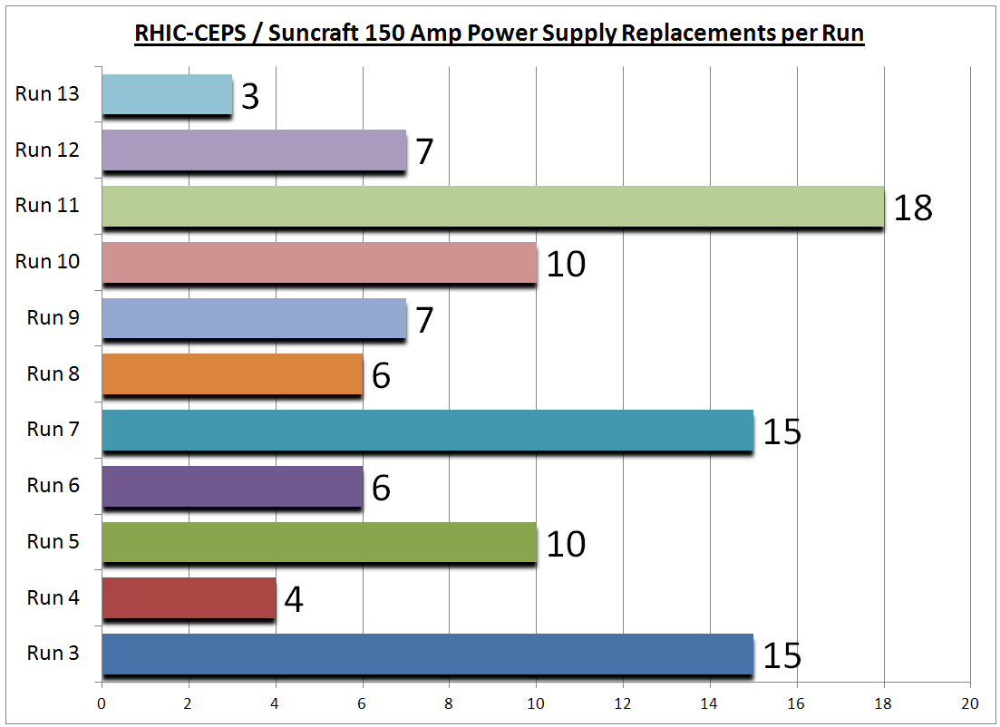 RHIC-CEPS / Suncraft 150 Amp Power Supply Replacements per Run
Run 13
3
Run 12
7
Run 11
18
Run 10
10
Run 9
7
Run 8
6
Run 7
15
Run 6
6
Run 5
10
Run 4
4
Run 3
15
0 2 4 6 8 10 12 14 16 18 20